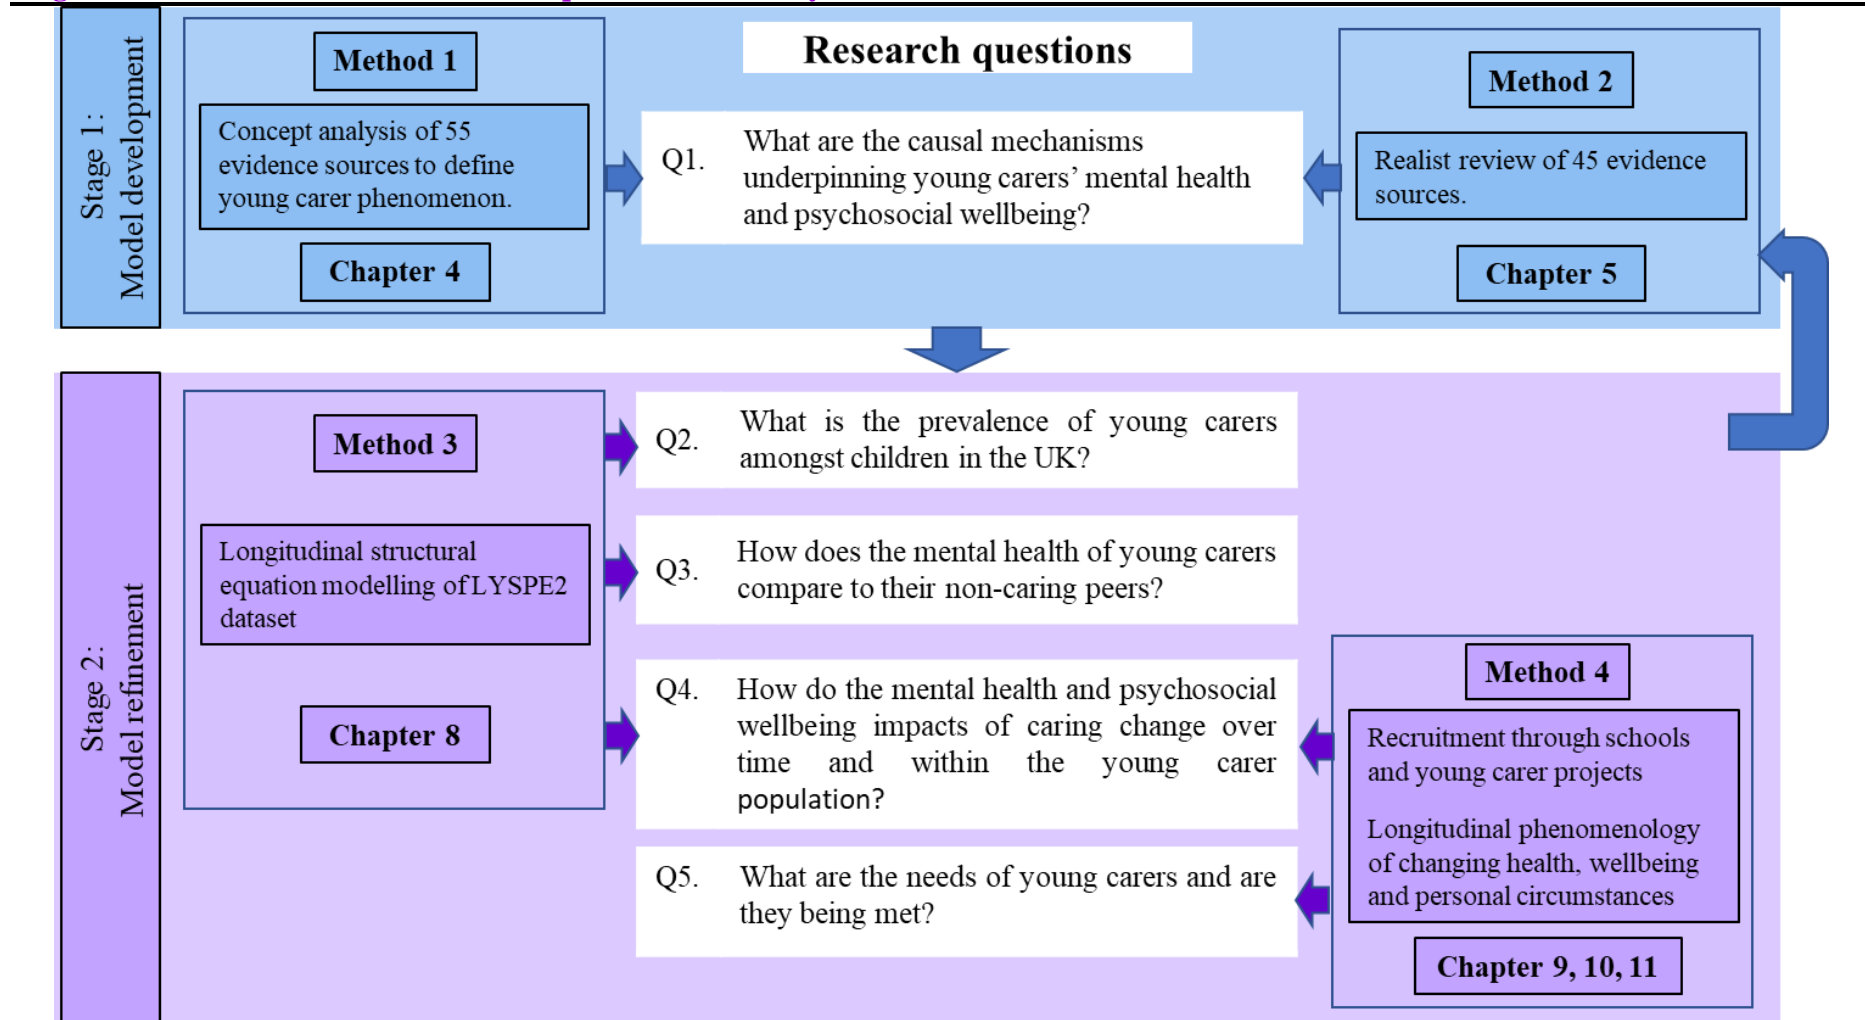 Stage 1:
Model development
Method 1
Concept analysis of 55
evidence sources to define
young carer phenomenon.
Chapter 4
Research questions
Q1.
What are the causal mechanisms
underpinning young carers’ mental health
and psychosocial wellbeing?
Method 2
Realist review of 45 evidence
sources.
Chapter 5
Stage 2:
Model refinement
Method 3
Longitudinal structural
equation modelling of LYSPE2
dataset
Chapter 8
Q2.
What is the prevalence of young carers
amongst children in the UK?
Q3.
How does the mental health of young carers
compare to their non-caring peers?
Q4.
How do the mental health and psychosocial
wellbeing impacts of caring change over
time and within the young carer
population?
Q5.
What are the needs of young carers and are
they being met?
Method 4
Recruitment through schools
and young carer projects
Longitudinal phenomenology
of changing health, wellbeing
and personal circumstances
Chapter 9, 10, 11